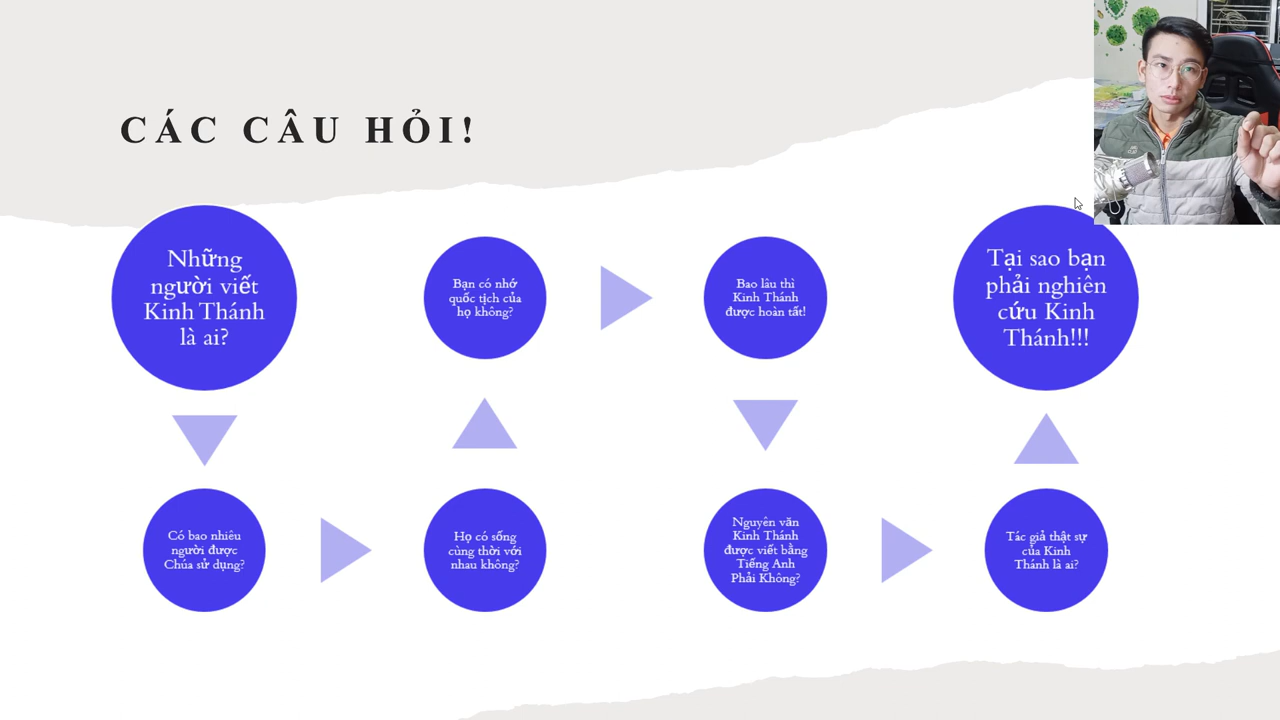 CÁC CÂU HỎI!
Những
người viết
Kinh Thánh
là ai?
Có bao nhiêu
người được
Chúa sử dụng?
Họ có sống
cùng thời với
nhau không?
Bạn có nhớ
quốc tịch của
họ không?
Bao lâu thì
Kinh Thánh
được hoàn tất!
Nguyên văn
Kinh Thánh
được viết bằng
Tiếng Anh
Phải Không?
Tác giả thật sự
của Kinh
Thánh là ai?
Tại sao bạn
phải nghiên
cứu Kinh
Thánh!!!